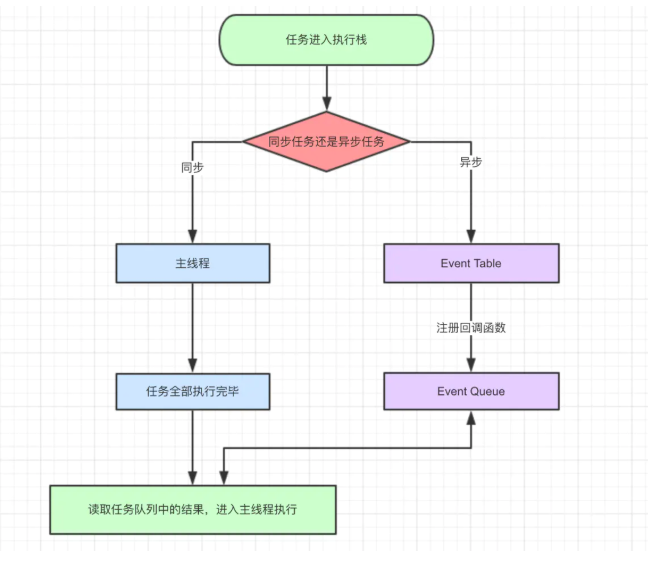 任务进入执行栈
同步任务还是异步任务
同步
异步
主线程
Event Table
注册回调函数
任务全部执行完毕
Event Queue
读取任务队列中的结果，进入主线程执行